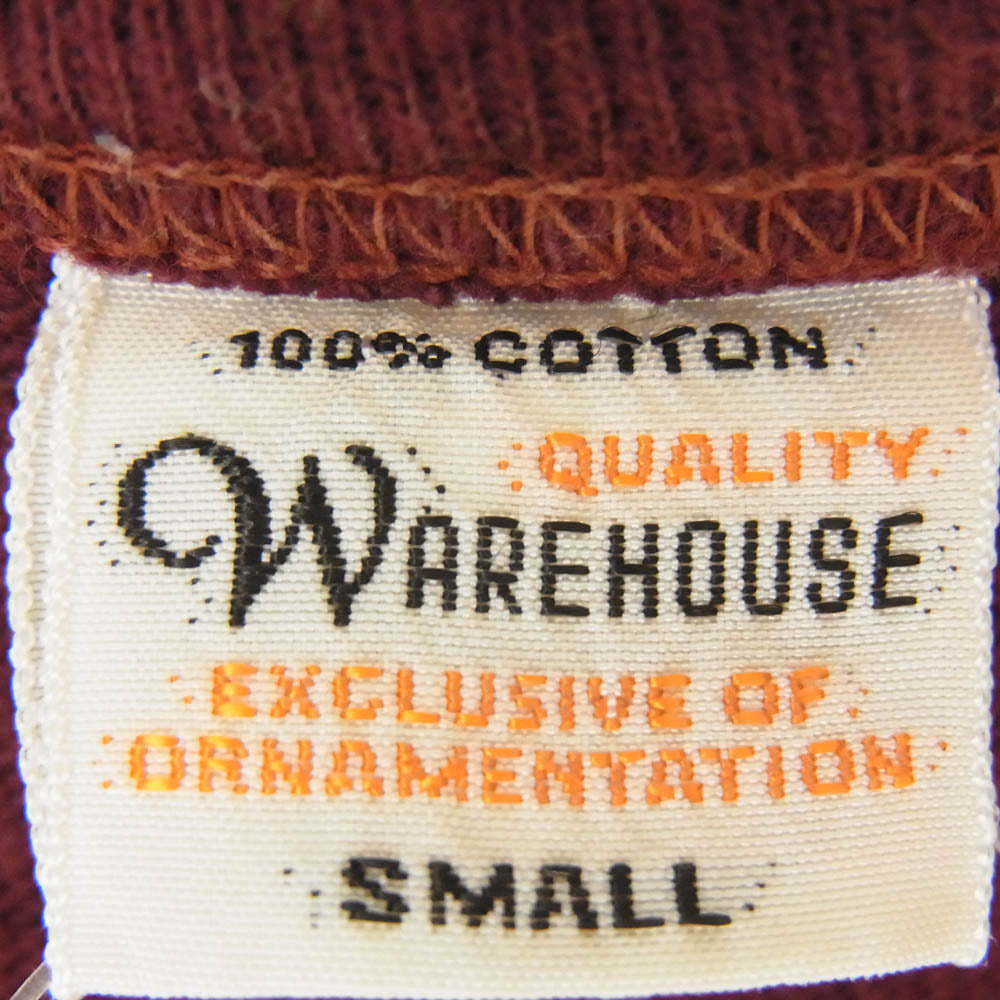 100% COTTON
QUALITY
WAREHOUSE
EXCLUSIVE OF
ORNAMENTATION
SMALL